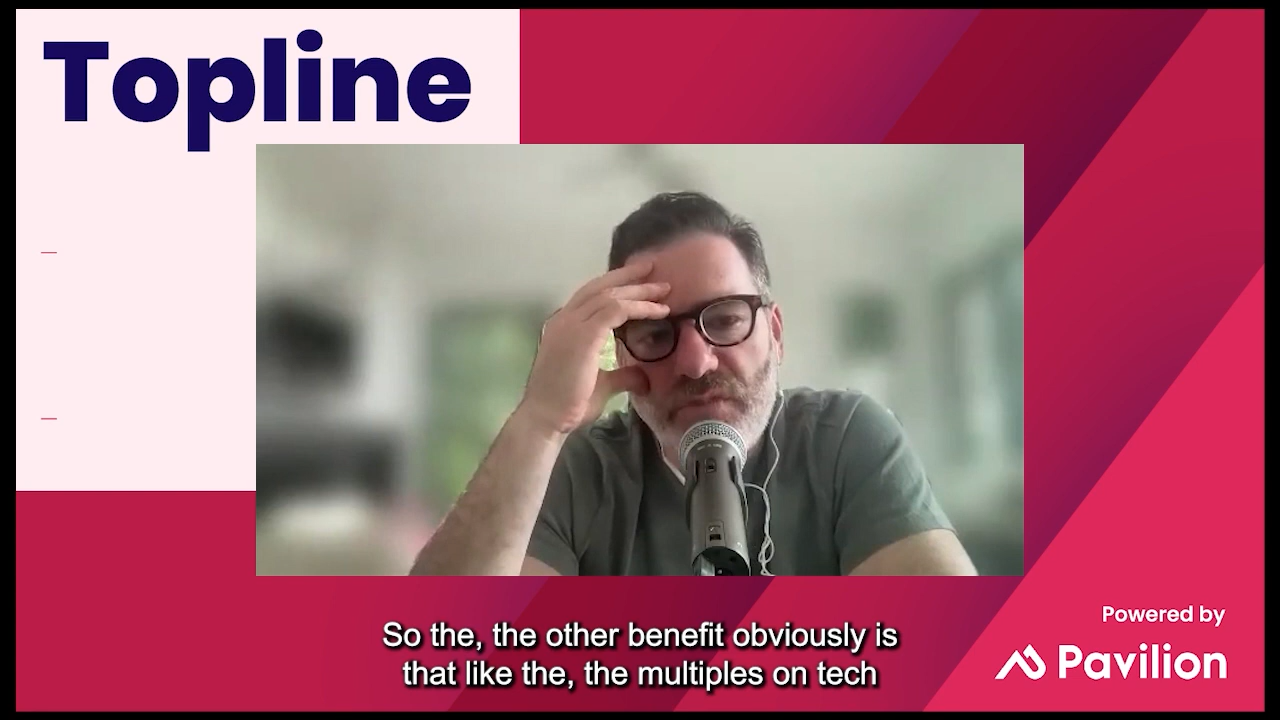 Topline
So the, the other benefit obviously is
that like the, the multiples on tech
Powered by
Pavilion